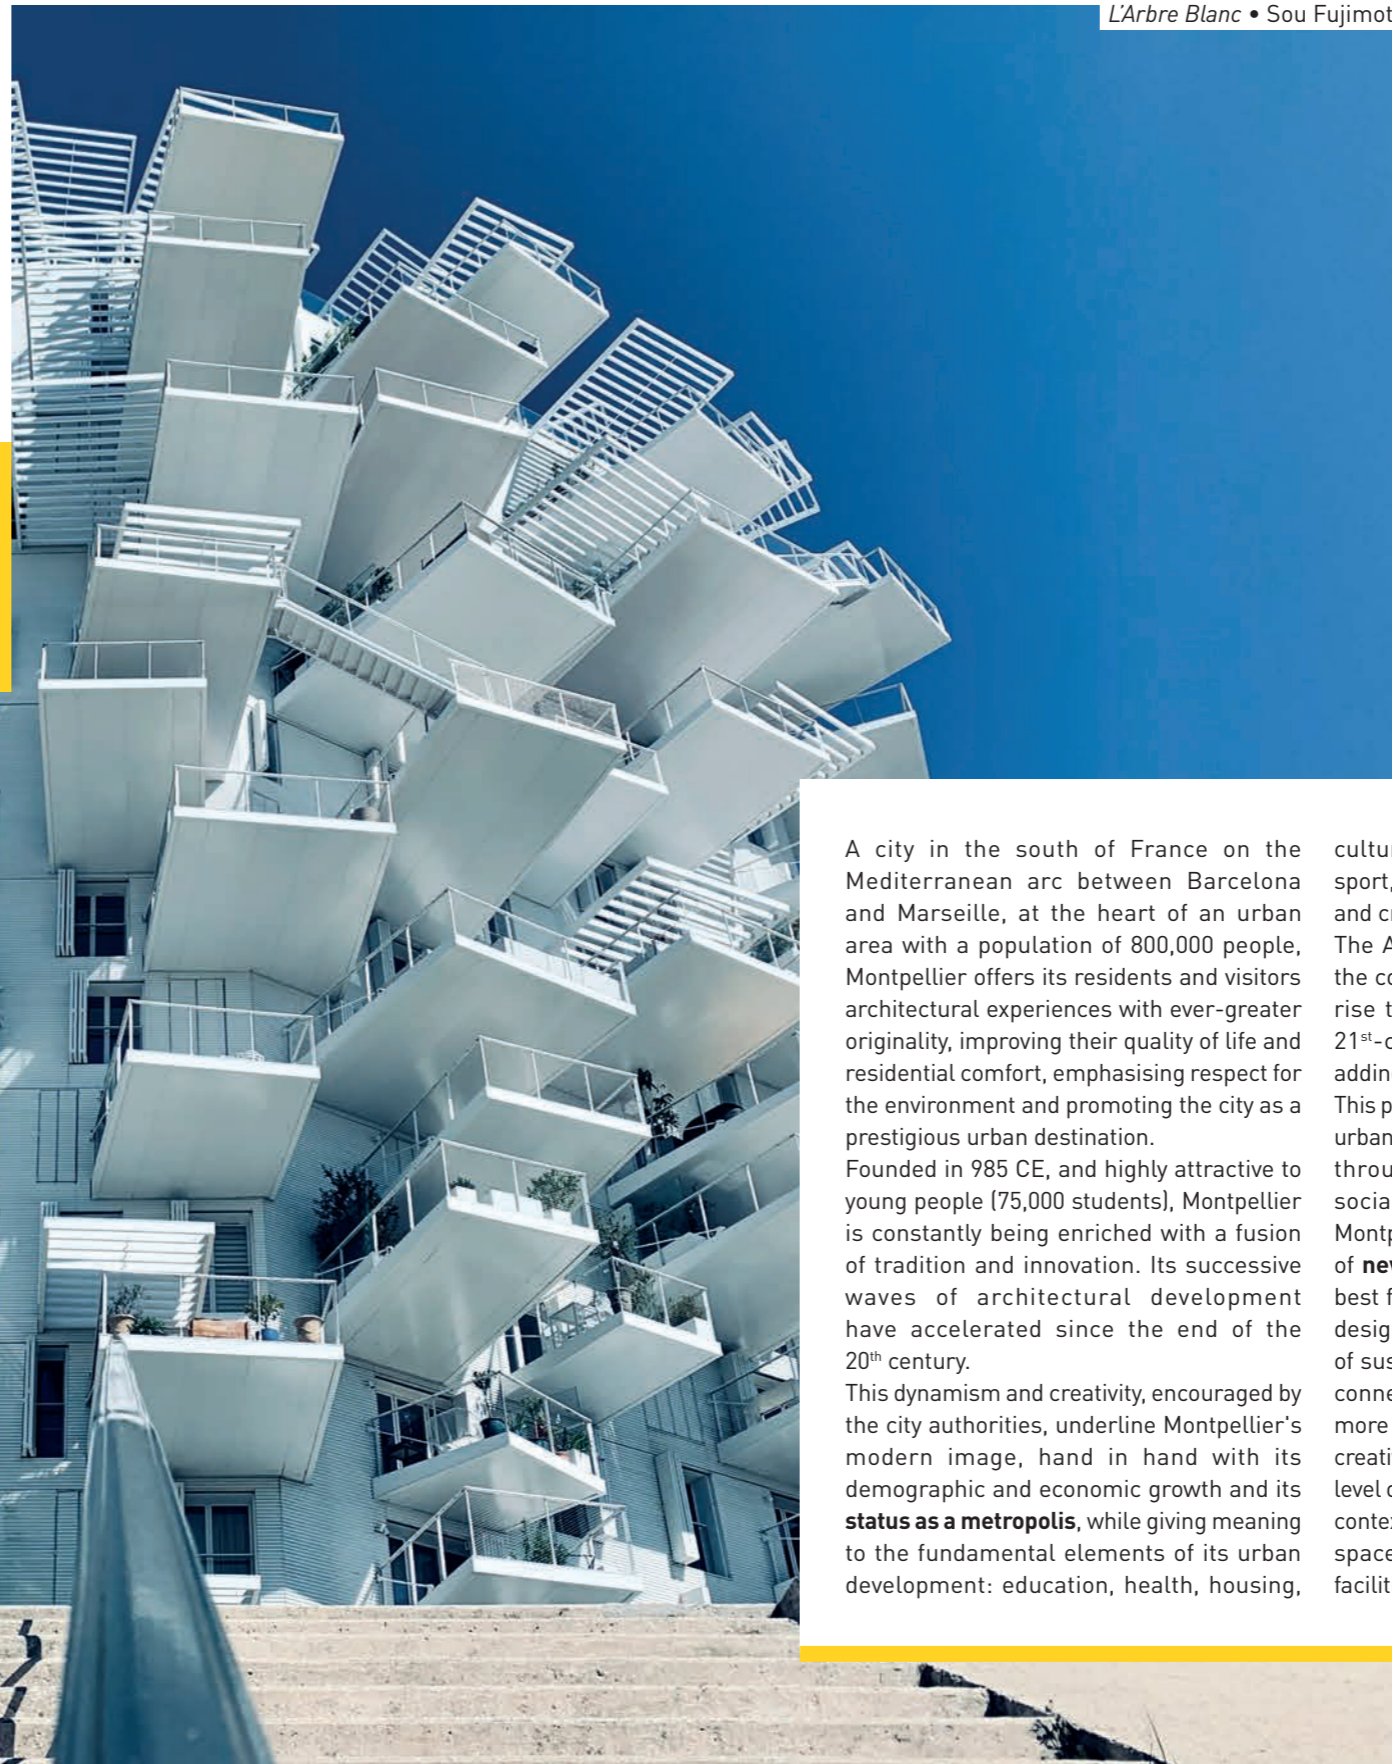 L'Arbre Blanc • Sou Fujimot
A city in the south of France on the
Mediterranean arc between Barcelona
and Marseille, at the heart of an urban
area with a population of 800,000 people,
Montpellier offers its residents and visitors
architectural experiences with ever-greater
originality, improving their quality of life and
residential comfort, emphasising respect for
the environment and promoting the city as a
prestigious urban destination.
Founded in 985 CE, and highly attractive to
young people (75,000 students), Montpellier
is constantly being enriched with a fusion
of tradition and innovation. Its successive
waves of architectural development
have accelerated since the end of the
20th century.
This dynamism and creativity, encouraged by
the city authorities, underline Montpellier's
modern image, hand in hand with its
demographic and economic growth and its
status as a metropolis, while giving meaning
to the fundamental elements of its urban
development: education, health, housing,
cultur
sport,
and cr
The A
the co
rise t
21st-c
addin
This p
urban
throu
social
Montp
of nev
best f
desig
of sus
conne
more
creati
level
contex
space
facilit